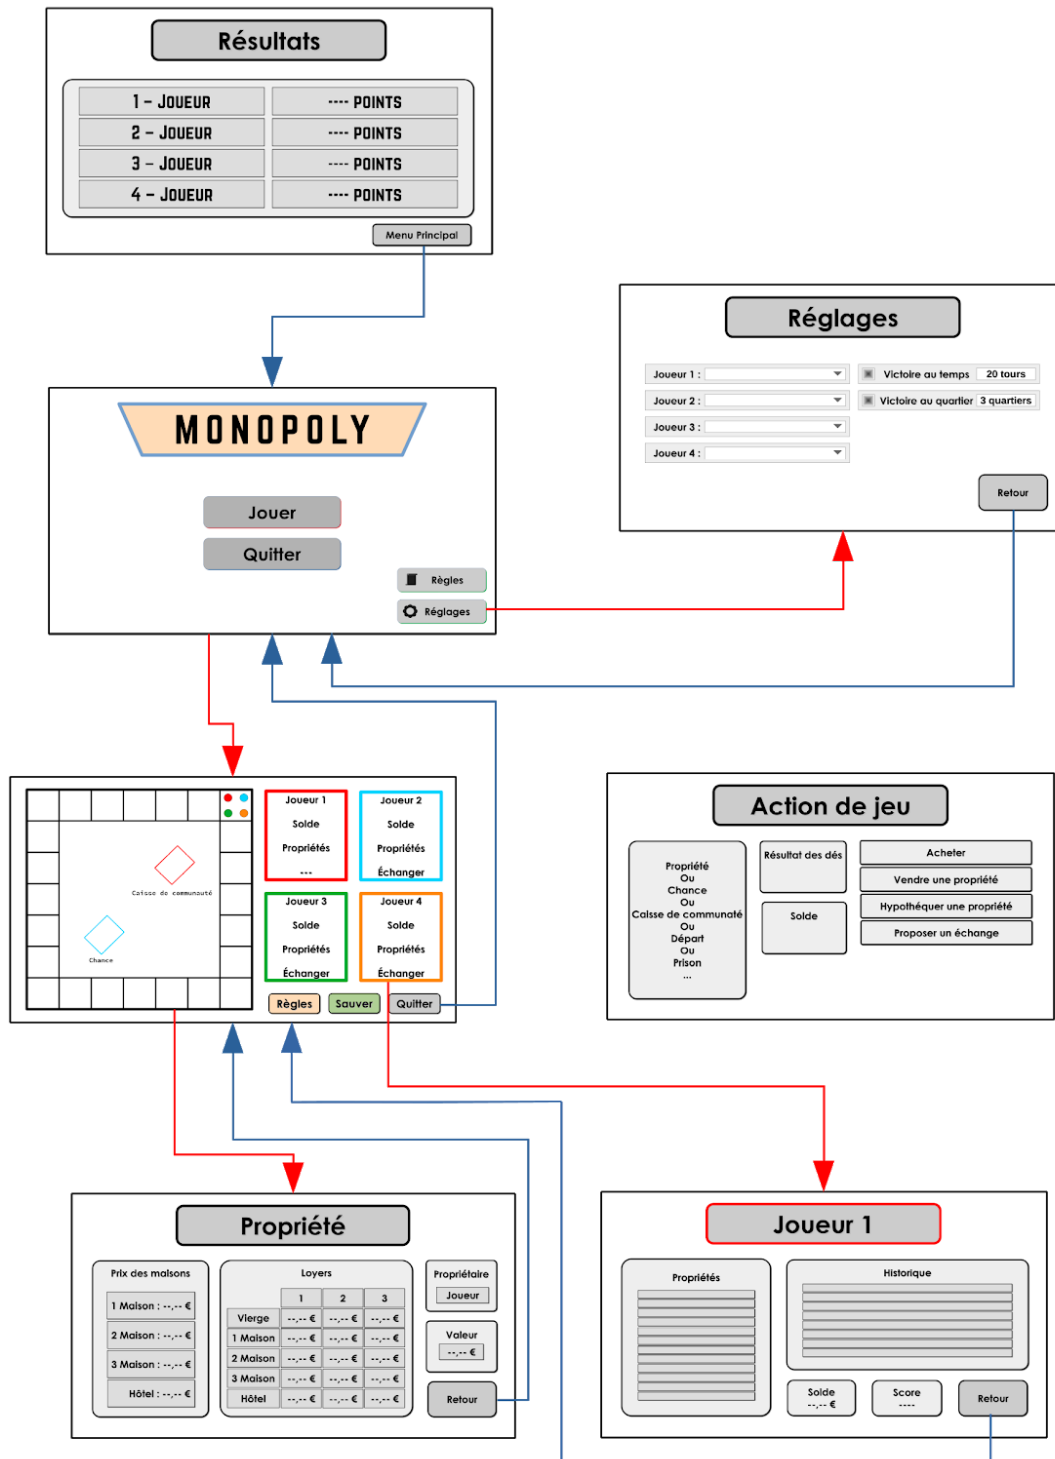 Résultats
1 – JOUEUR ---- POINTS
2 – JOUEUR ---- POINTS
3 – JOUEUR ---- POINTS
4 – JOUEUR ---- POINTS
Menu Principal
Réglages
Joueur 1 :
Victoire au temps 20 tours
Joueur 2 :
Victoire au quartier 3 quartiers
Joueur 3 :
Joueur 4 :
Retour
MONOPOLY
Jouer
Quitter
Règles
Réglages
Caisse de communauté
Chance
Joueur 1
Solde
Propriétés
---
Joueur 2
Solde
Propriétés
Échanger
Joueur 3
Solde
Propriétés
Échanger
Joueur 4
Solde
Propriétés
Échanger
Règles
Sauver
Quitter
Action de jeu
Propriété
Ou
Chance
Ou
Caisse de communaté
Ou
Départ
Ou
Prison
...
Résultat des dés
Solde
Acheter
Vendre une propriété
Hypothéquer une propriété
Proposer un échange
Propriété
Prix des maisons
1 Maison : --,-- €
2 Maison : --,-- €
3 Maison : --,-- €
Hôtel : --,-- €
Loyers
1 2 3
Vierge --,-- € --,-- € --,-- €
1 Maison --,-- € --,-- € --,-- €
2 Maison --,-- € --,-- € --,-- €
3 Maison --,-- € --,-- € --,-- €
Hôtel --,-- € --,-- € --,-- €
Propriétaire
Joueur
Valeur
--,-- €
Retour
Joueur 1
Propriétés
Historique
Solde
--,-- €
Score
----
Retour